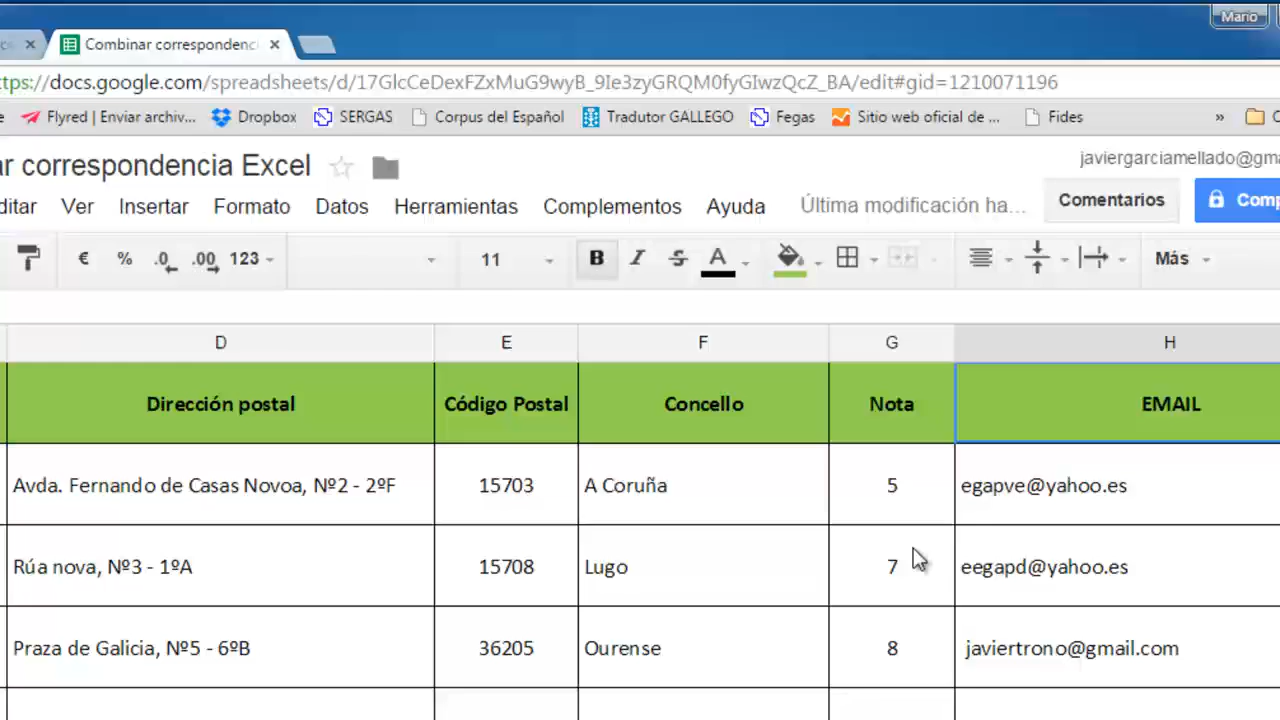 Mario
Combinar correspondenci
ttps://docs.google.com/spreadsheets/d/17GlcCeDexFZxMuG9wyB_9Ie3zyGRQM0fyGIwzQcZ_BA/edit#gid=1210071196
Flyred | Enviar archiv... Dropbox SERGAS Corpus del Español Tradutor GALLEGO Fegas Sitio web oficial de ... Fides »
ar correspondencia Excel
javiergarciamellado@gma
ditar Ver Insertar Formato Datos Herramientas Complementos Ayuda Última modificación ha... Comentarios Comp
€ % .0 .00 123 11 B I S A Más
D E F G H
Dirección postal Código Postal Concello Nota EMAIL
Avda. Fernando de Casas Novoa, Nº2 - 2ºF 15703 A Coruña 5 egapve@yahoo.es
Rúa nova, Nº3 - 1ºA 15708 Lugo 7 eegapd@yahoo.es
Praza de Galicia, Nº5 - 6ºB 36205 Ourense 8 javiertrono@gmail.com